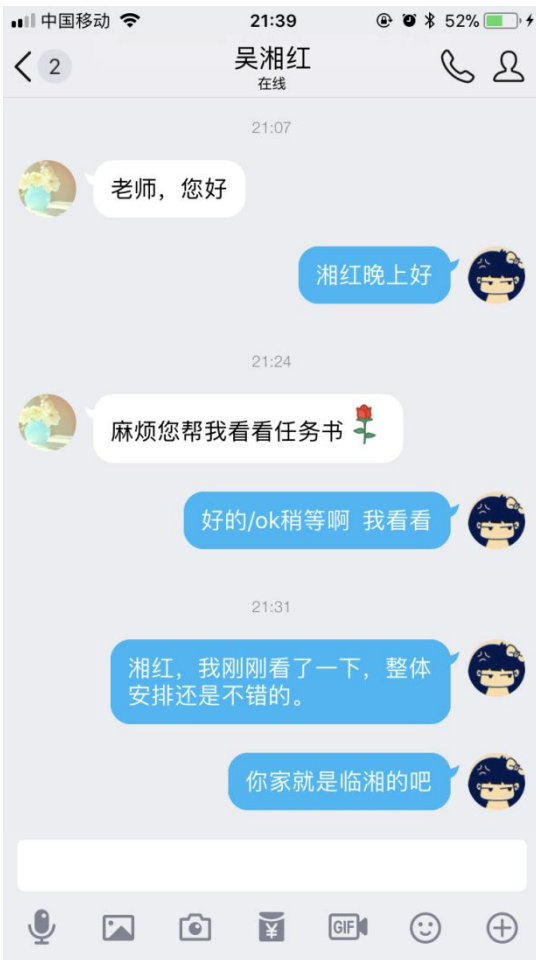 中国移动 21:39 52%
2 吴湘红
在线
21:07
老师，您好
湘红晚上好
21:24
麻烦您帮我看看任务书
好的/ok稍等啊 我看看
21:31
湘红，我刚刚看了一下，整体
安排还是不错的。
你家就是临湘的吧
¥ GIF